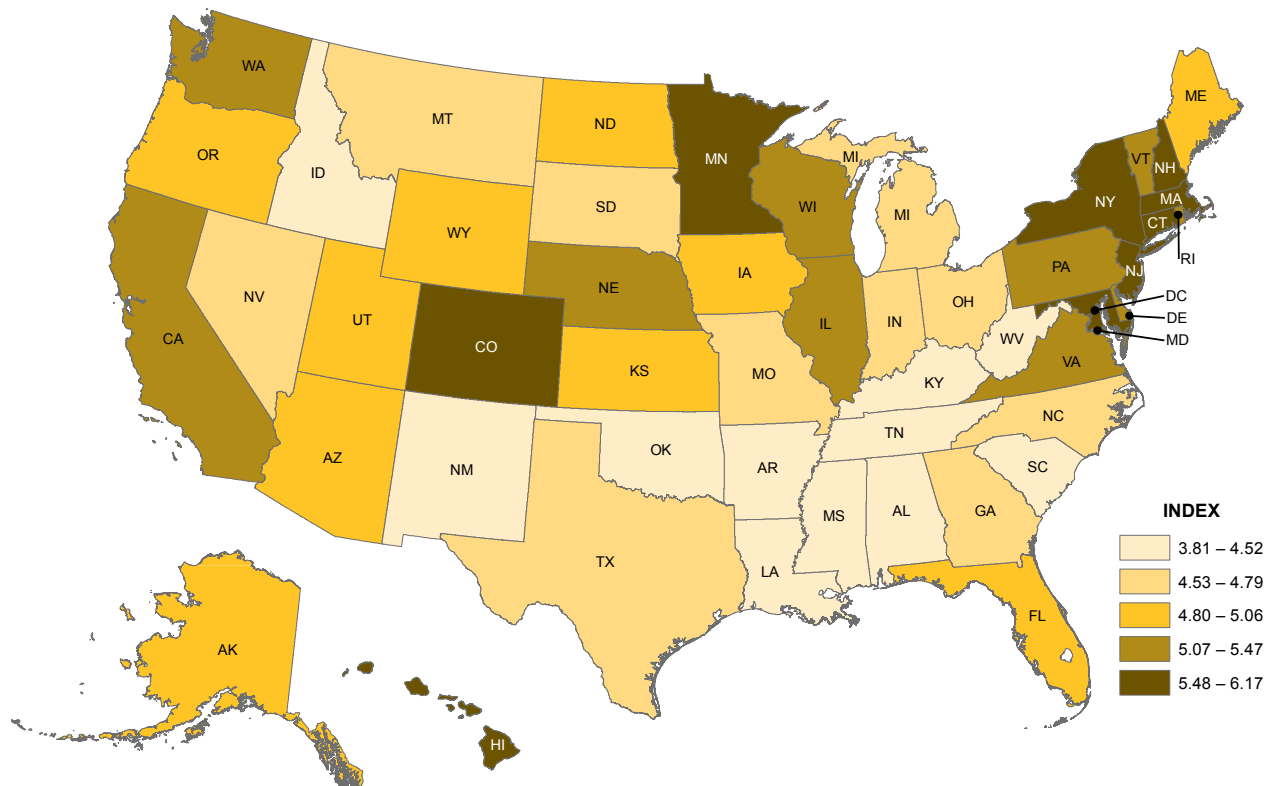 WA
MT
ND
ME
OR
ID
MN
VT
NH
MI
SD
WI
NY
MA
MI
CT
WY
RI
IA
PA
NJ
NE
DC
NV
OH
UT
IL
IN
DE
CA
CO
WV
MD
VA
KS
MO
KY
NC
TN
OK
AZ
NM
AR
SC
MS
AL
GA
INDEX
3.81 – 4.52
TX
LA
4.53 – 4.79
FL
4.80 – 5.06
AK
5.07 – 5.47
5.48 – 6.17
HI